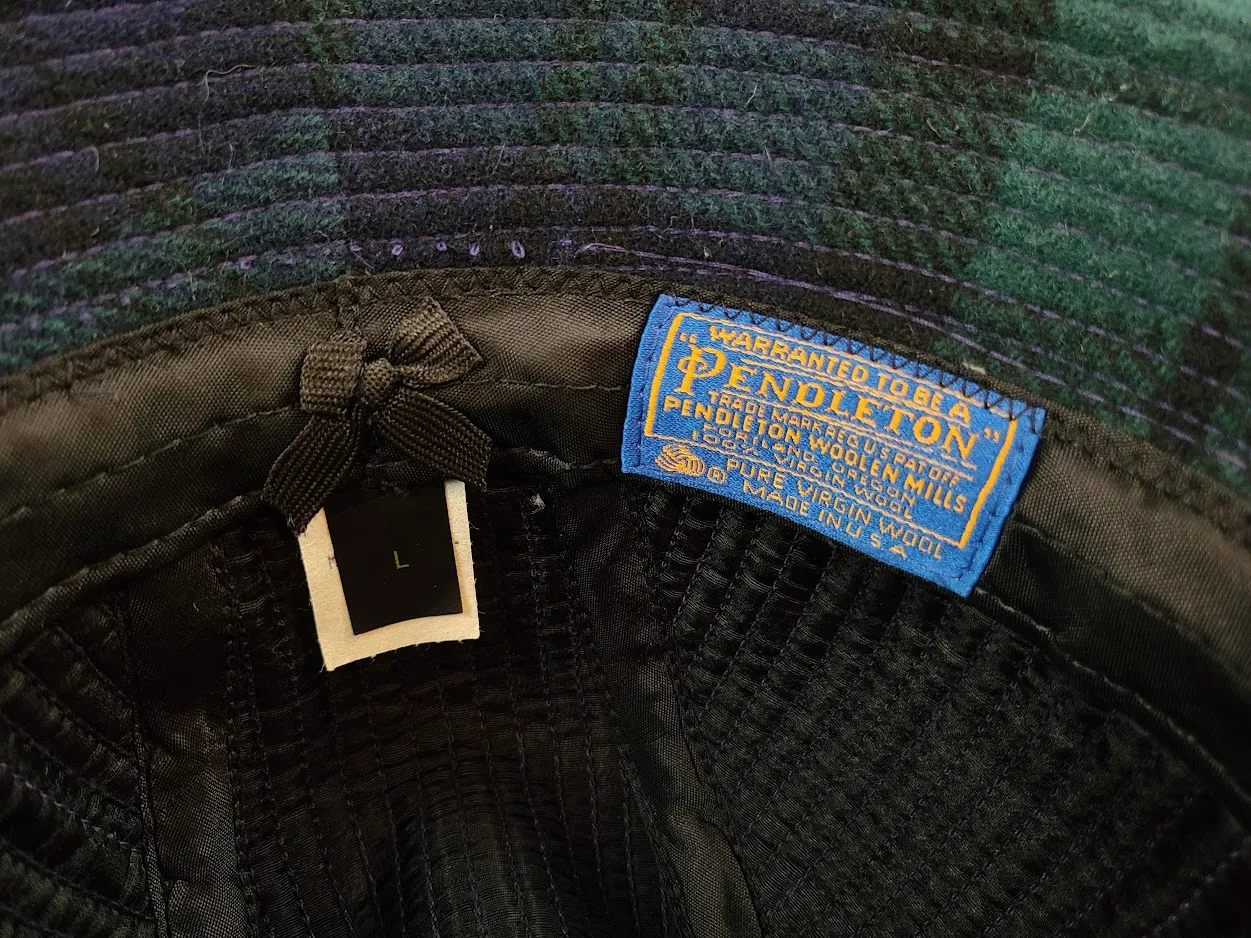 L
WARRANTED TO BE A
"PENDLETON"
TRADE MARK REG. U.S. PAT. OFF.
PENDLETON WOOLEN MILLS
PORTLAND, OREGON
100% VIRGIN WOOL
® PURE VIRGIN WOOL
MADE IN U S A